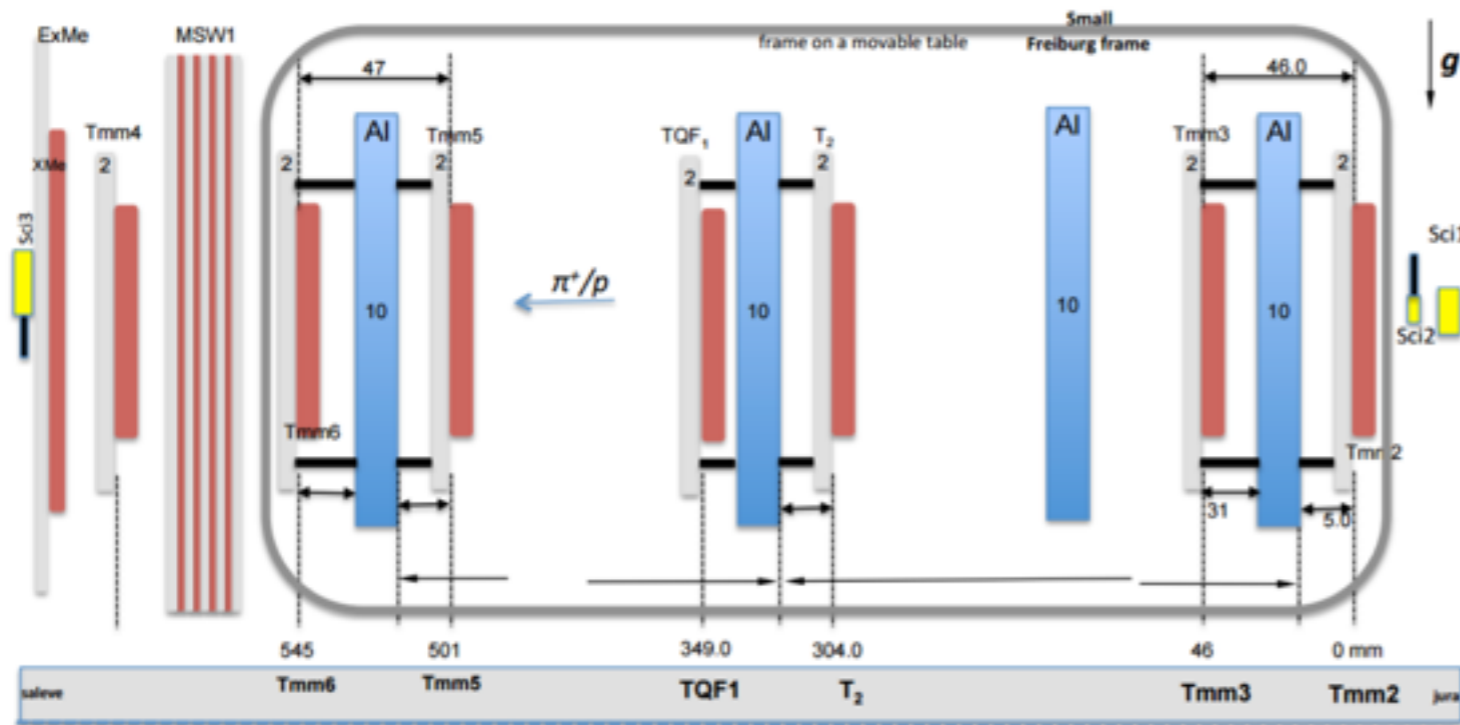 Small
ExMe MSW1 frame on a movable table Freiburg frame g
47 46.0
Al Al Al Al
Tmm4 Tmm5 TQF1 T2 Tmm3
XMe 2 2 2 2 2 2 2
Sci3 Sci1
π+/p
10 10 10 10
Sci2
Tmm6 Tmm2
31 5.0
545 501 349.0 304.0 46 0 mm
saleve Tmm6 Tmm5 TQF1 T2 Tmm3 Tmm2 jura